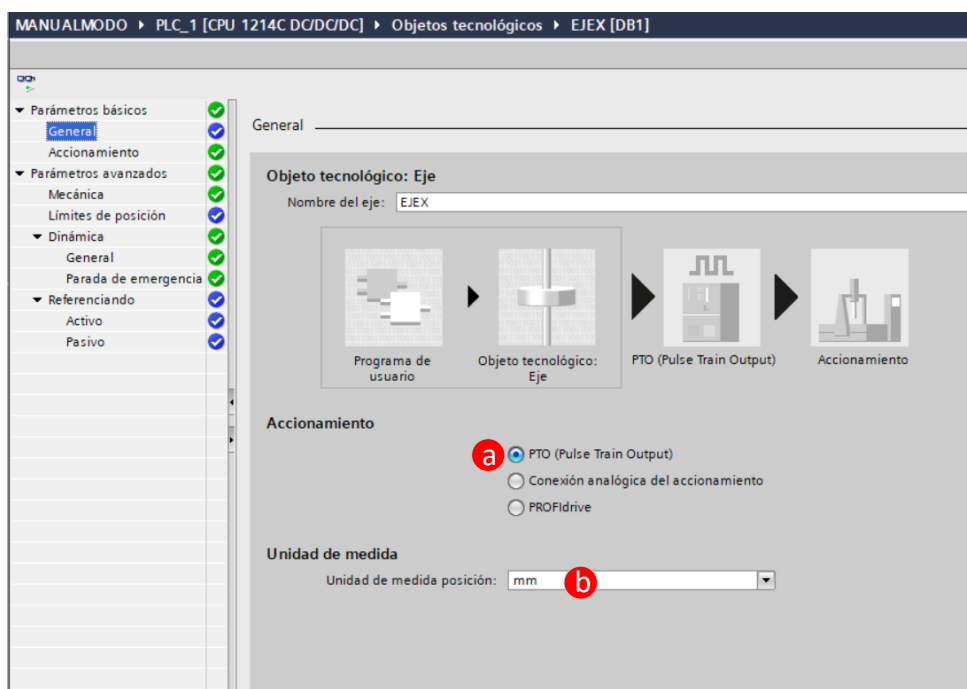 MANUALMODO ▸ PLC_1 [CPU 1214C DC/DC/DC] ▸ Objetos tecnológicos ▸ EJEX [DB1]
Parámetros básicos
General
Accionamiento
Parámetros avanzados
Mecánica
Límites de posición
Dinámica
General
Parada de emergencia
Referenciando
Activo
Pasivo
General
Objeto tecnológico: Eje
Nombre del eje: EJEX
Programa de
usuario
Objeto tecnológico:
Eje
PTO (Pulse Train Output)
Accionamiento
Accionamiento
a PTO (Pulse Train Output)
Conexión analógica del accionamiento
PROFIdrive
Unidad de medida
Unidad de medida posición: mm b